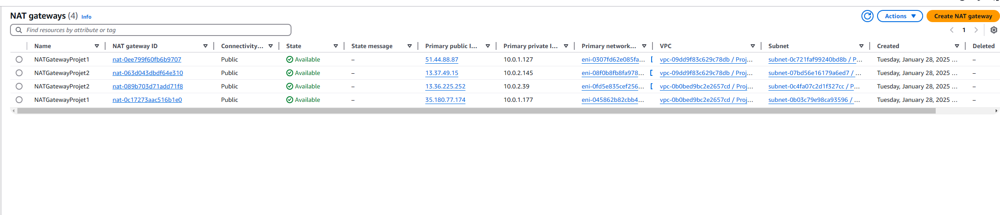 NAT gateways (4) Info
Actions
Create NAT gateway
Find resources by attribute or tag
1
Name NAT gateway ID Connectivity... State State message Primary public I... Primary private I... Primary network... VPC Subnet Created Deleted
NATGatewayProjet1 nat-0ee799f60fb6b9707 Public Available – 51.44.88.87 10.0.1.127 eni-0307fd62e085fa... vpc-09dd9f83c629c78db / Proj... subnet-0c721faf99240bd8b / P... Tuesday, January 28, 2025 ... –
NATGatewayProjet2 nat-063d043dbdf64e310 Public Available – 13.37.49.15 10.0.2.145 eni-08f0b8fb8fa978... vpc-09dd9f83c629c78db / Proj... subnet-07bd56e16179a6ed7 / ... Tuesday, January 28, 2025 ... –
NATGatewayProjet2 nat-089b703d71add71f8 Public Available – 13.36.225.252 10.0.2.39 eni-0fd5e835cef256... vpc-0b0bed9bc2e2657cd / Proj... subnet-0c4fa07c2d1f327cc / P... Tuesday, January 28, 2025 ... –
NATGatewayProjet1 nat-0c17273aac516b1e0 Public Available – 35.180.77.174 10.0.1.177 eni-045862b82cbb4... vpc-0b0bed9bc2e2657cd / Proj... subnet-0b03c79e98ca93596 / ... Tuesday, January 28, 2025 ... –